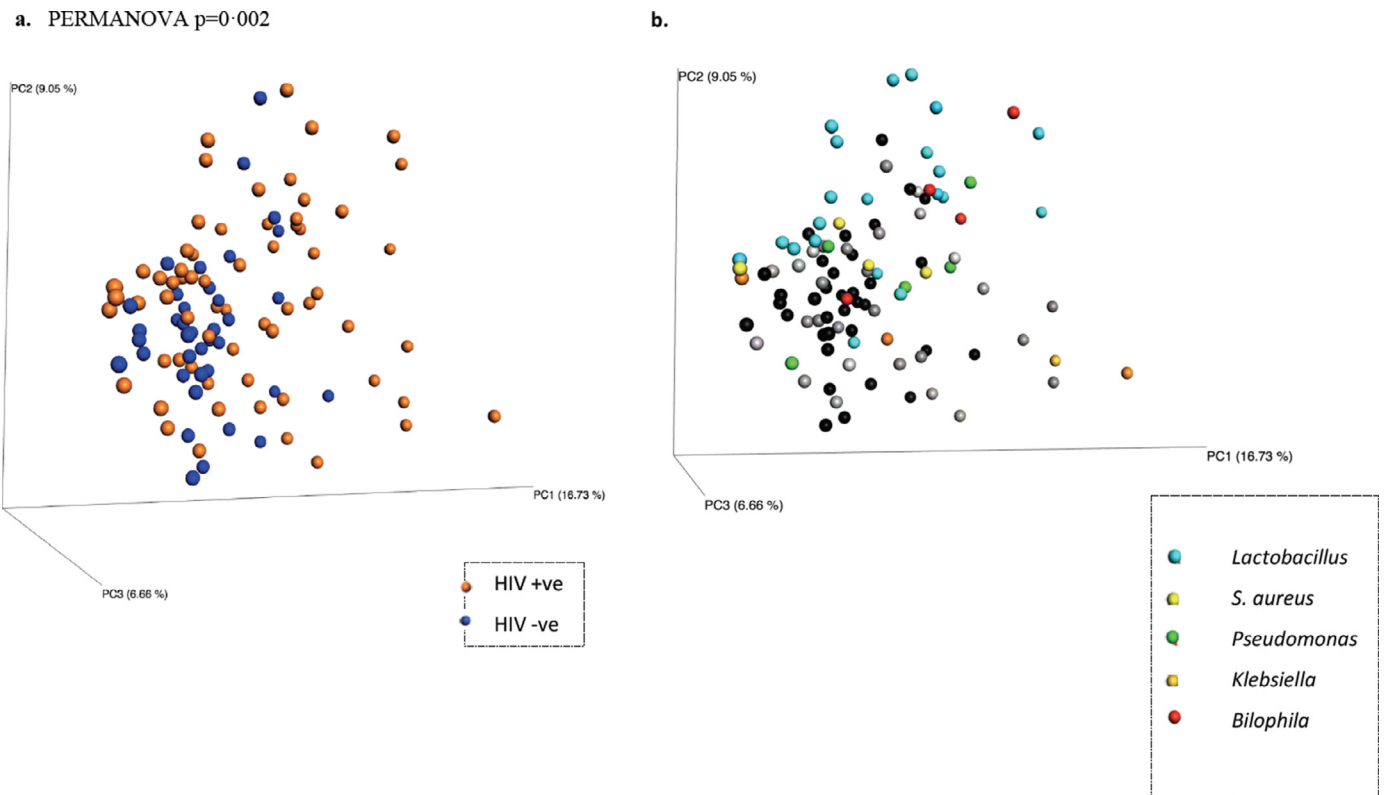 a. PERMANOVA p=0·002
PC2 (9.05 %)
PC1 (16.73 %)
PC3 (6.66 %)
HIV +ve
HIV -ve
b.
PC2 (9.05 %)
PC1 (16.73 %)
PC3 (6.66 %)
Lactobacillus
S. aureus
Pseudomonas
Klebsiella
Bilophila